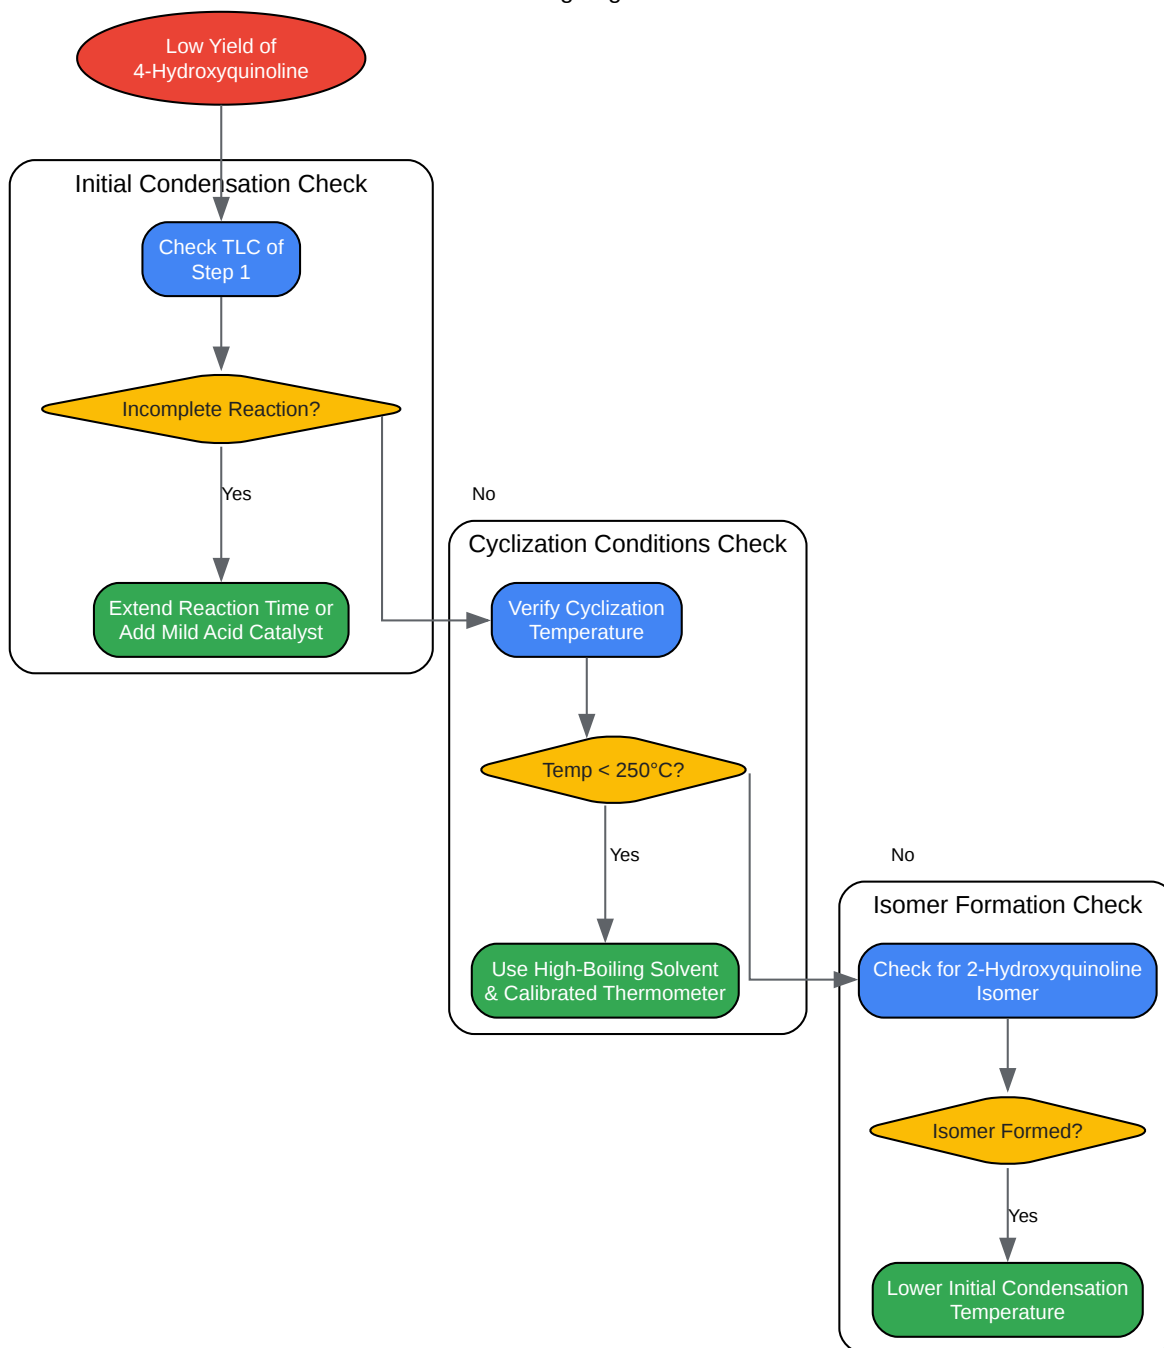 Low Yield of
4-Hydroxyquinoline
Initial Condensation Check
Check TLC of
Step 1
Incomplete Reaction?
Yes
No
Extend Reaction Time or
Add Mild Acid Catalyst
Cyclization Conditions Check
Verify Cyclization
Temperature
Temp < 250°C?
Yes
No
Use High-Boiling Solvent
& Calibrated Thermometer
Isomer Formation Check
Check for 2-Hydroxyquinoline
Isomer
Isomer Formed?
Yes
Lower Initial Condensation
Temperature